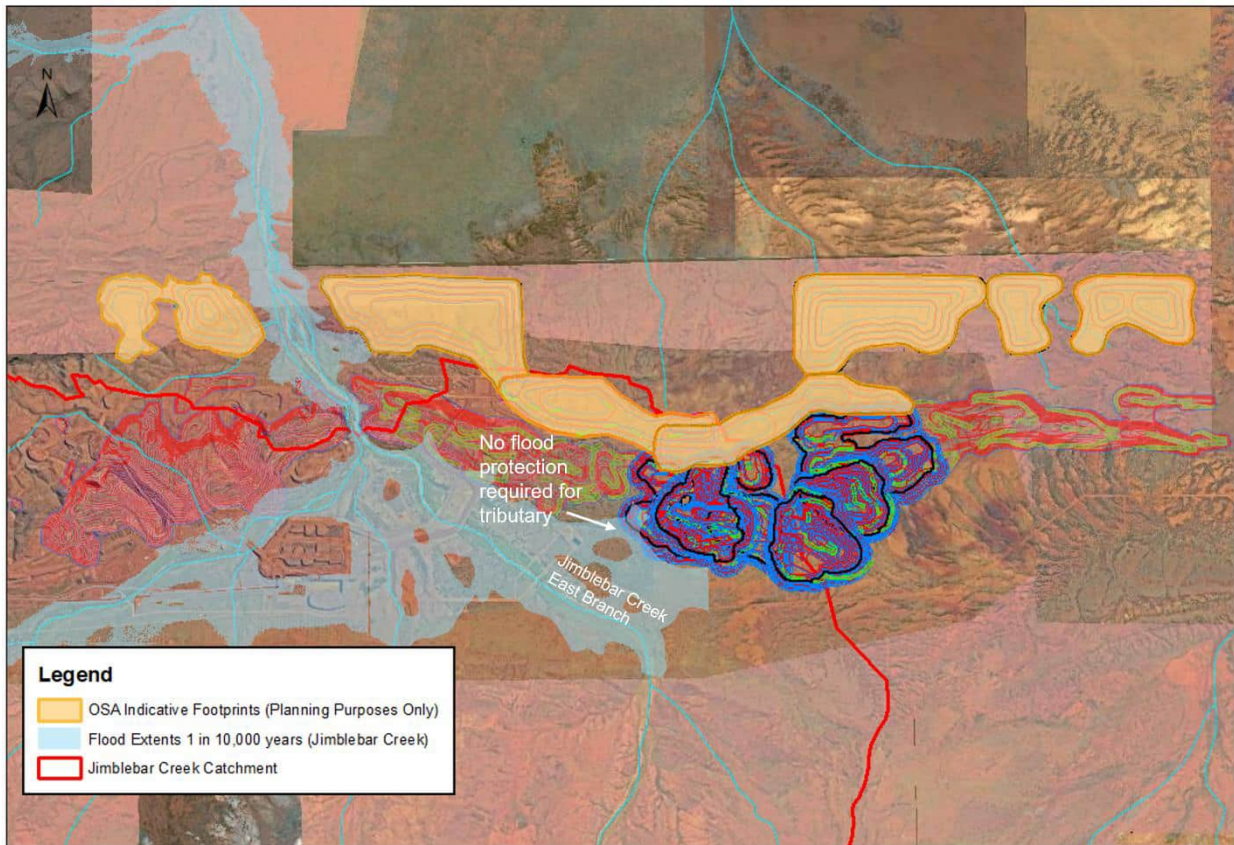 N
No flood
protection
required for
tributary
Jimblebar Creek
East Branch
Legend
OSA Indicative Footprints (Planning Purposes Only)
Flood Extents 1 in 10,000 years (Jimblebar Creek)
Jimblebar Creek Catchment